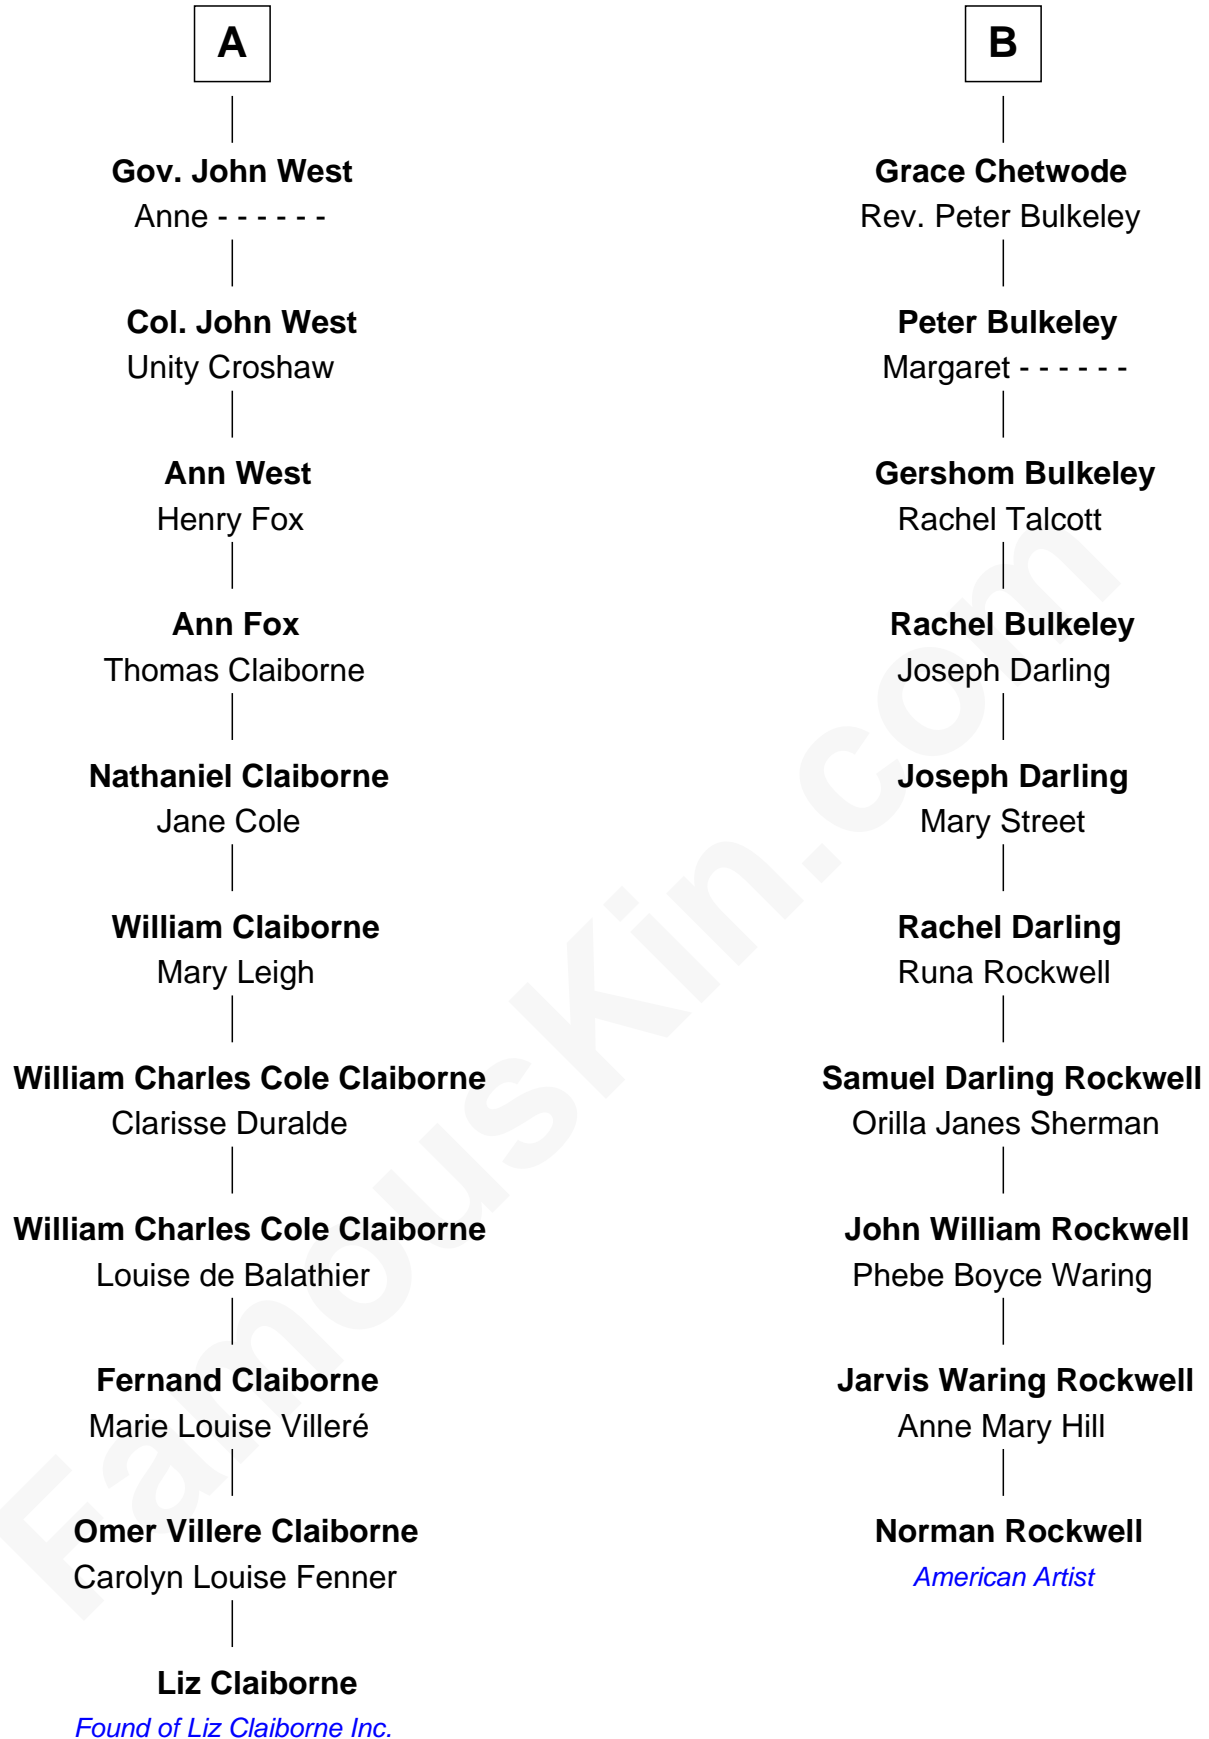 A
Gov. John West
Anne - - - - - -
Col. John West
Unity Croshaw
Ann West
Henry Fox
Ann Fox
Thomas Claiborne
Nathaniel Claiborne
Jane Cole
William Claiborne
Mary Leigh
William Charles Cole Claiborne
Clarisse Duralde
William Charles Cole Claiborne
Louise de Balathier
Fernand Claiborne
Marie Louise Villeré
Omer Villere Claiborne
Carolyn Louise Fenner
Liz Claiborne
Found of Liz Claiborne Inc.
B
Grace Chetwode
Rev. Peter Bulkeley
Peter Bulkeley
Margaret - - - - - -
Gershom Bulkeley
Rachel Talcott
Rachel Bulkeley
Joseph Darling
Joseph Darling
Mary Street
Rachel Darling
Runa Rockwell
Samuel Darling Rockwell
Orilla Janes Sherman
John William Rockwell
Phebe Boyce Waring
Jarvis Waring Rockwell
Anne Mary Hill
Norman Rockwell
American Artist
FamousKin.com